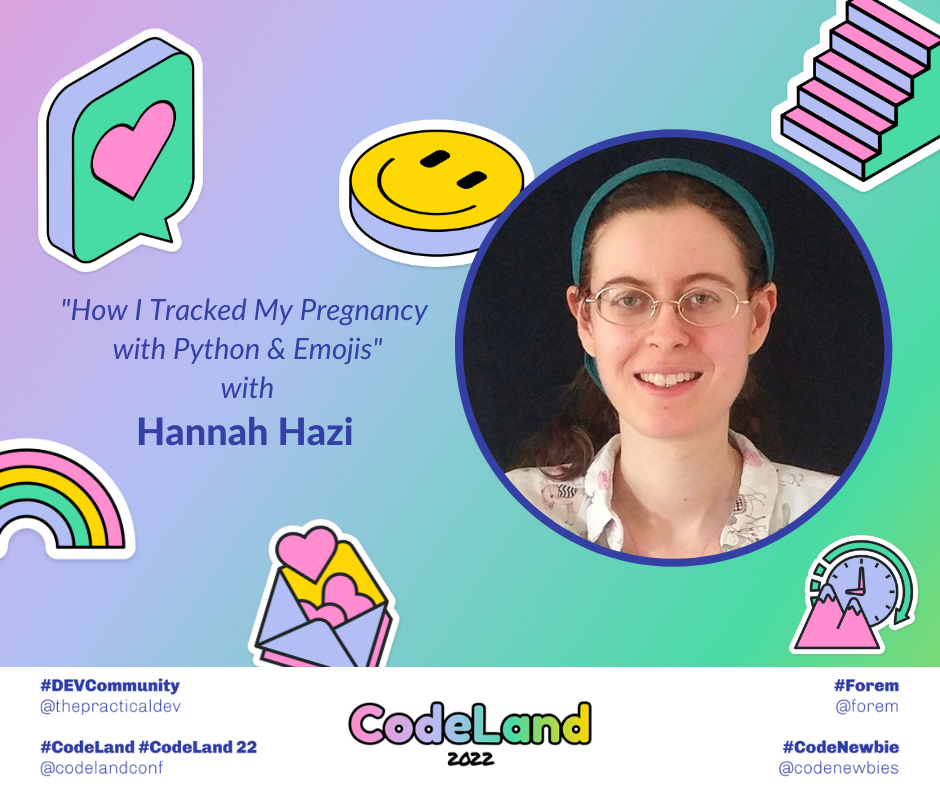 "How I Tracked My Pregnancy
with Python & Emojis"
with
Hannah Hazi
#DEVCommunity
@thepracticaldev
#CodeLand #CodeLand 22
@codelandconf
CodeLand
2022
#Forem
@forem
#CodeNewbie
@codenewbies